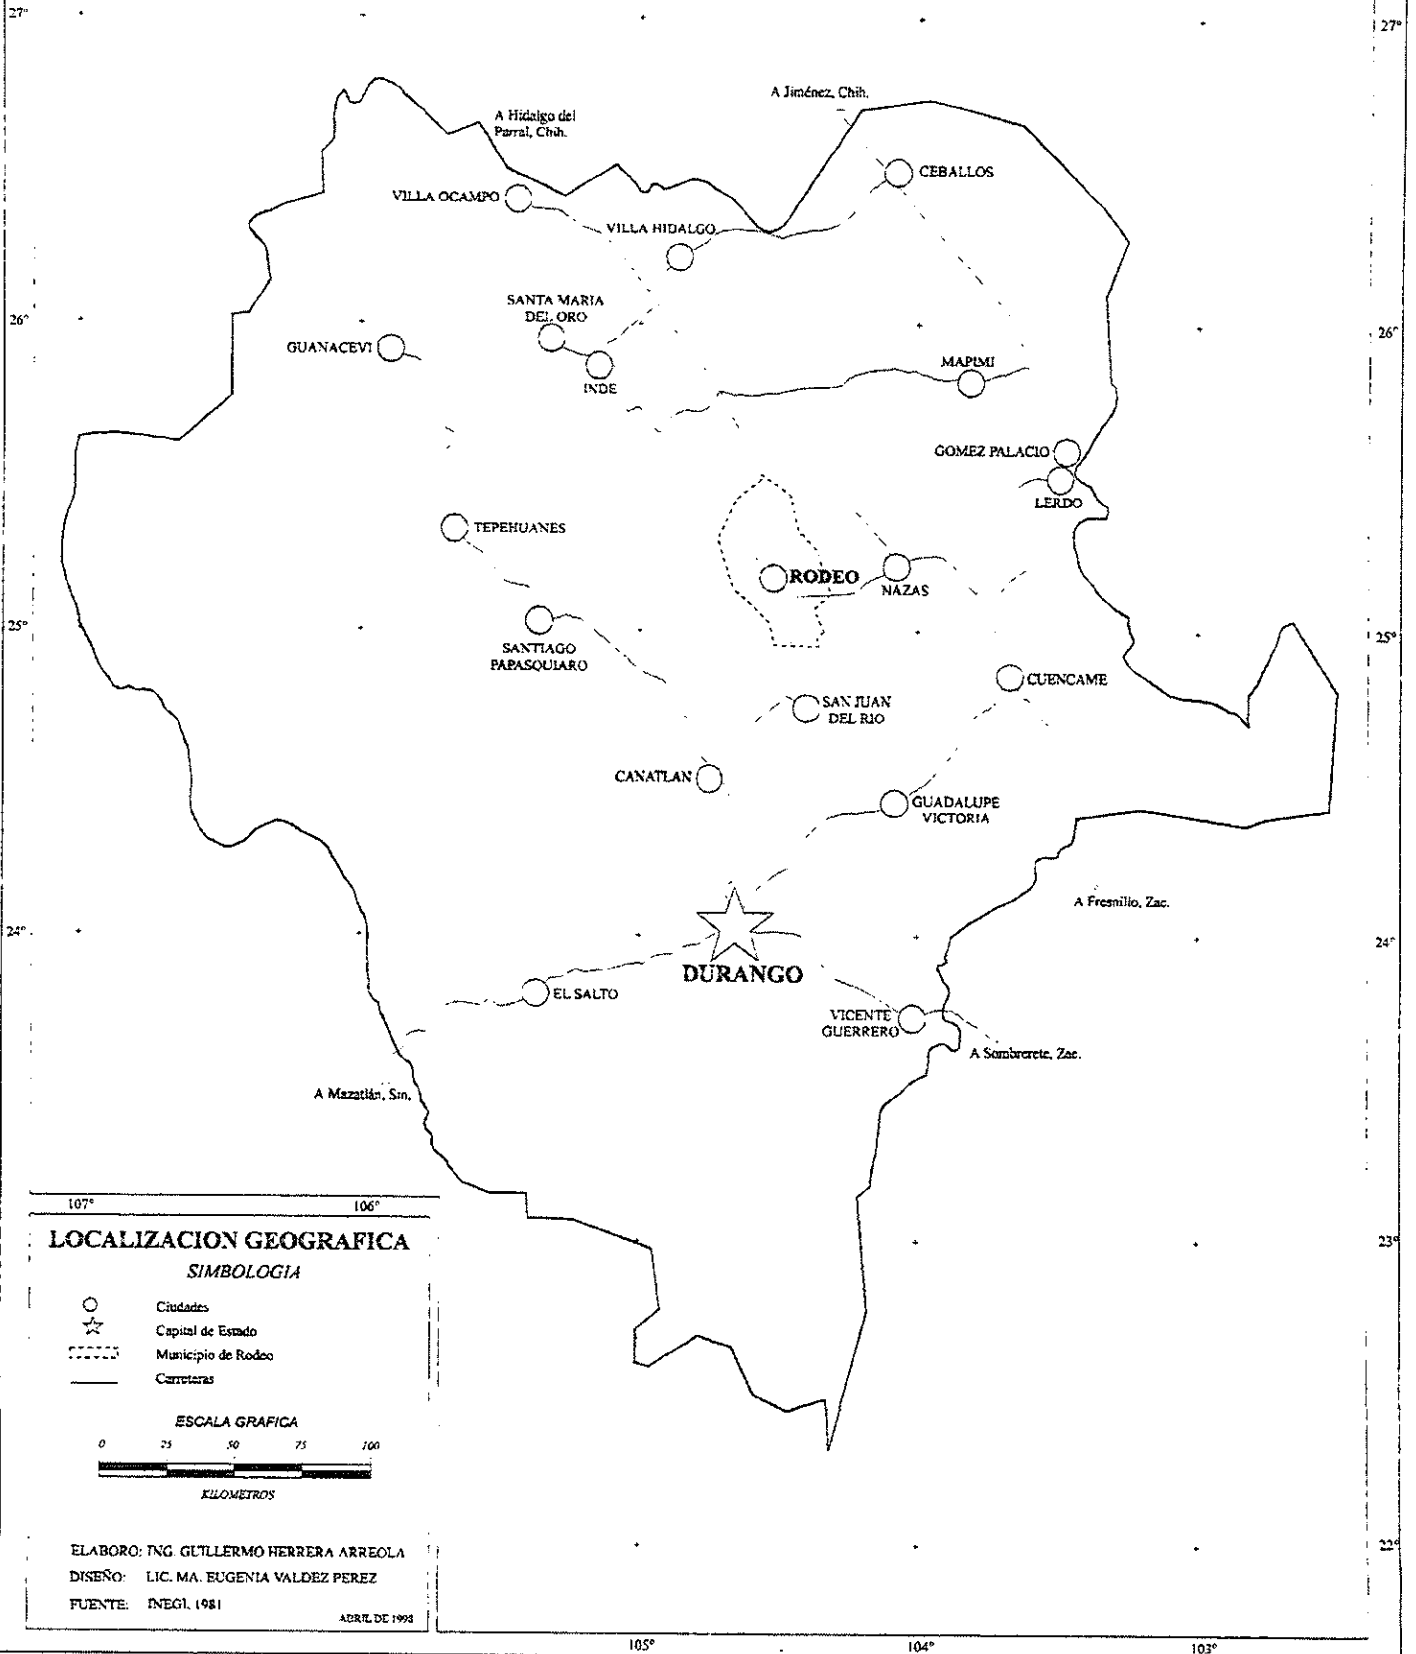 27°
27°
A Jiménez, Chih.
A Hidalgo del
Parral, Chih.
CEBALLOS
VILLA OCAMPO
VILLA HIDALGO
SANTA MARIA
DEL ORO
26°
26°
GUANACEVI
INDE
MAPIMI
GOMEZ PALACIO
LERDO
TEPEHUANES
RODEO
NAZAS
25°
25°
SANTIAGO
PAPASQUIARO
CUENCAME
SAN JUAN
DEL RIO
CANATLAN
GUADALUPE
VICTORIA
A Fresnillo, Zac.
24°
24°
DURANGO
EL SALTO
VICENTE
GUERRERO
A Sombrerete, Zac.
A Mazatlán, Sin.
107°
106°
LOCALIZACION GEOGRAFICA
SIMBOLOGIA
23°
Ciudades
Capital de Estado
Municipio de Rodeo
Carreteras
ESCALA GRAFICA
0 25 50 75 100
KILOMETROS
ELABORO: ING. GUILLERMO HERRERA ARREOLA
DISEÑO: LIC. MA. EUGENIA VALDEZ PEREZ
FUENTE: INEGI, 1981
ABRIL DE 1998
22°
105°
104°
103°